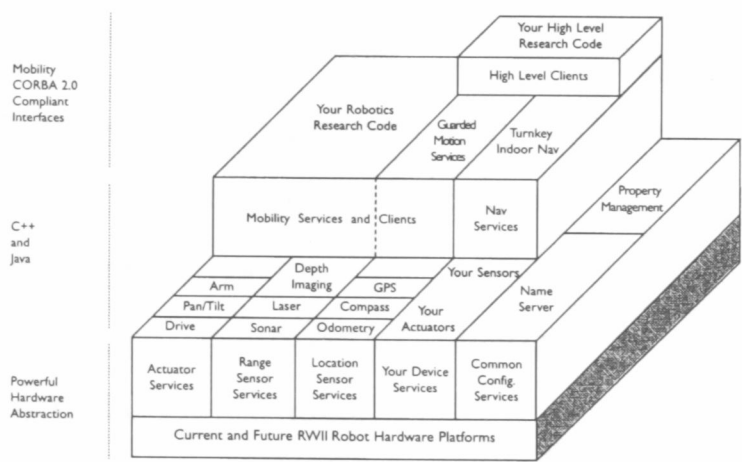 Mobility
CORBA 2.0
Compliant
Interfaces
C++
and
Java
Powerful
Hardware
Abstraction
Your High Level
Research Code
High Level Clients
Your Robotics
Research Code
Guarded
Motion
Services
Turnkey
Indoor Nav
Mobility Services and Clients
Nav
Services
Property
Management
Arm
Depth
Imaging
GPS
Your Sensors
Pan/Tilt
Laser
Compass
Your
Actuators
Name
Server
Drive
Sonar
Odometry
Actuator
Services
Range
Sensor
Services
Location
Sensor
Services
Your Device
Services
Common
Config.
Services
Current and Future RWII Robot Hardware Platforms